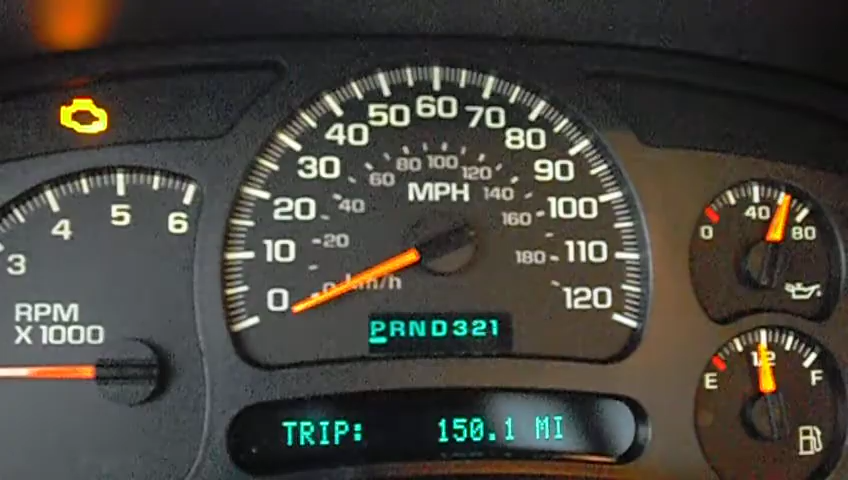 50 60 70
40 80
30 90
20 100
10 110
0 120
60 80 100 120
40 140
20 160
0 km/h 180
MPH
PRND321
3 4 5 6
RPM
X 1000
0 40 80
E 1/2 F
TRIP: 150.1 MI